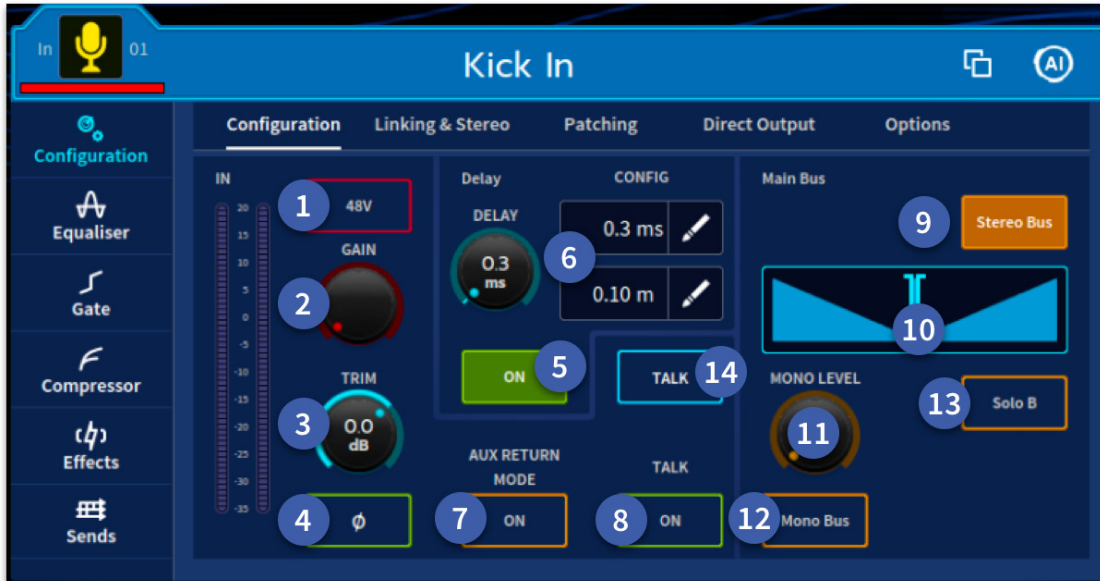 In
01
Kick In
AI
Configuration
Equaliser
Gate
Compressor
Effects
Sends
Configuration Linking & Stereo Patching Direct Output Options
IN
20
15
10
5
0
-5
-10
-15
-20
-25
-30
-35
1
48V
GAIN
2
TRIM
3
0.0
dB
4
ϕ
Delay
CONFIG
DELAY
0.3
ms
6
0.3 ms
0.10 m
ON
5
TALK
14
AUX RETURN
MODE
7
ON
TALK
8
ON
Main Bus
9
Stereo Bus
10
MONO LEVEL
11
13
Solo B
12
Mono Bus